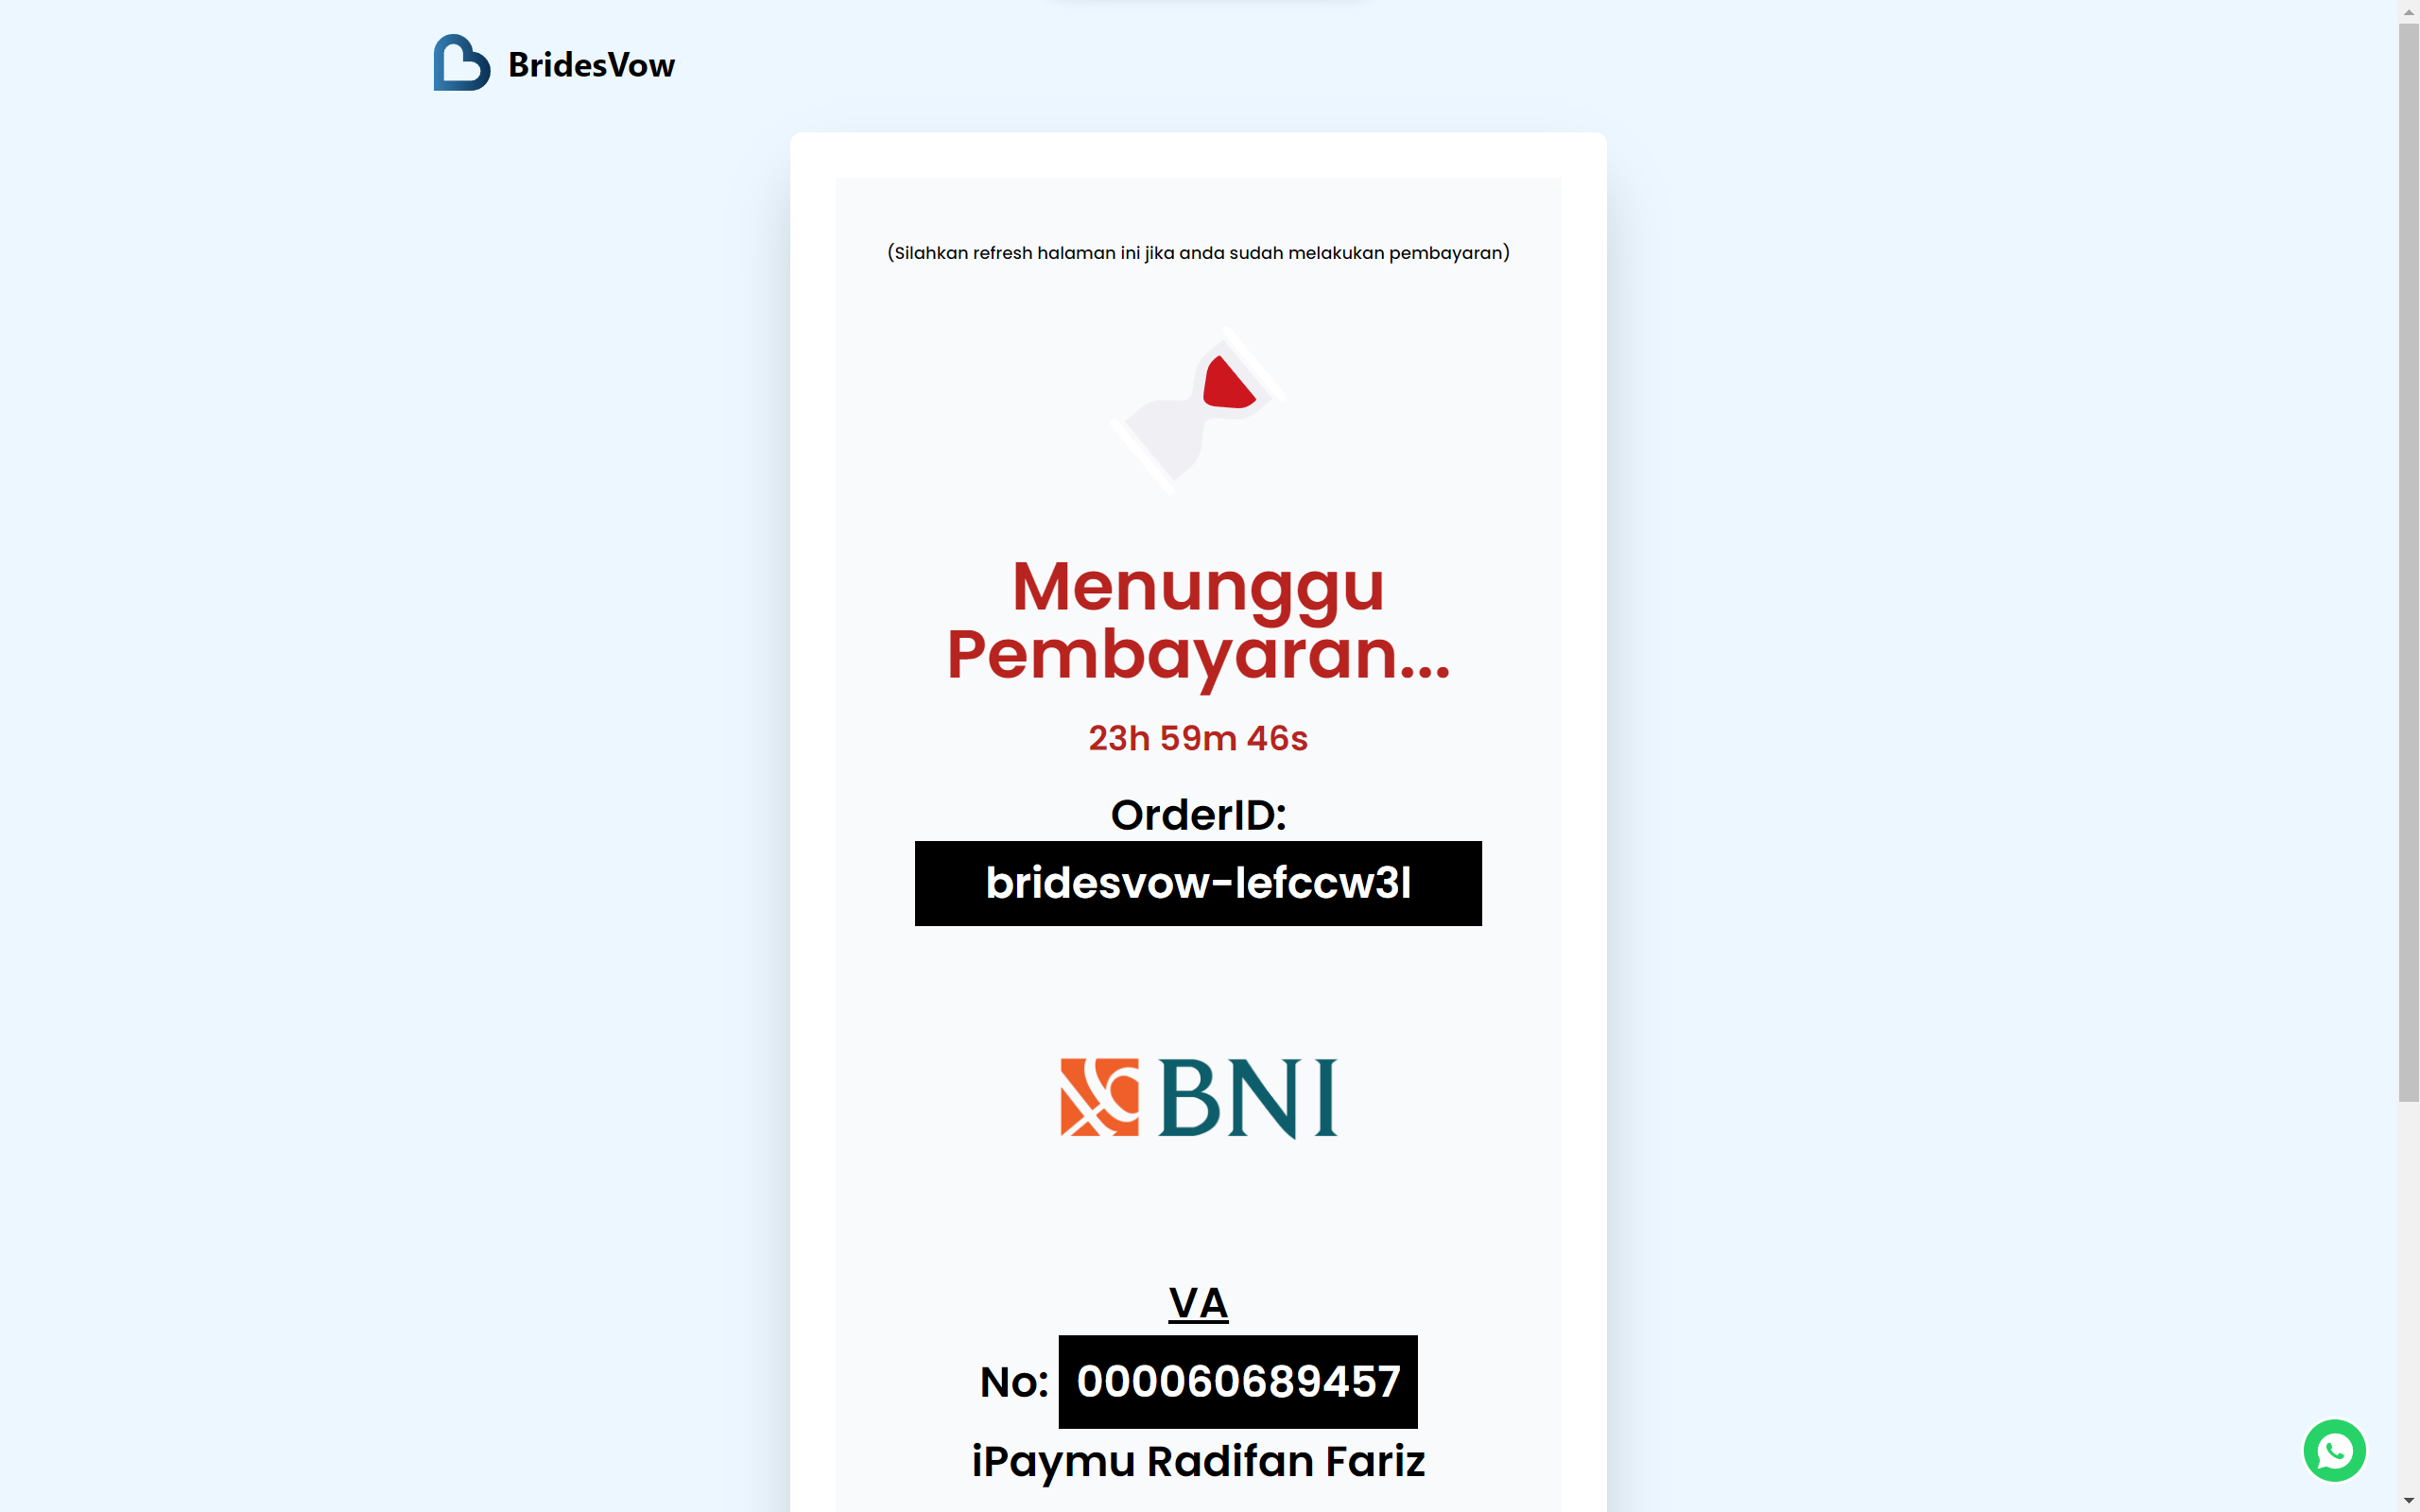 BridesVow
(Silahkan refresh halaman ini jika anda sudah melakukan pembayaran)
Menunggu
Pembayaran...
23h 59m 46s
OrderID:
bridesvow-lefccw3l
BNI
VA
No: 000060689457
iPaymu Radifan Fariz